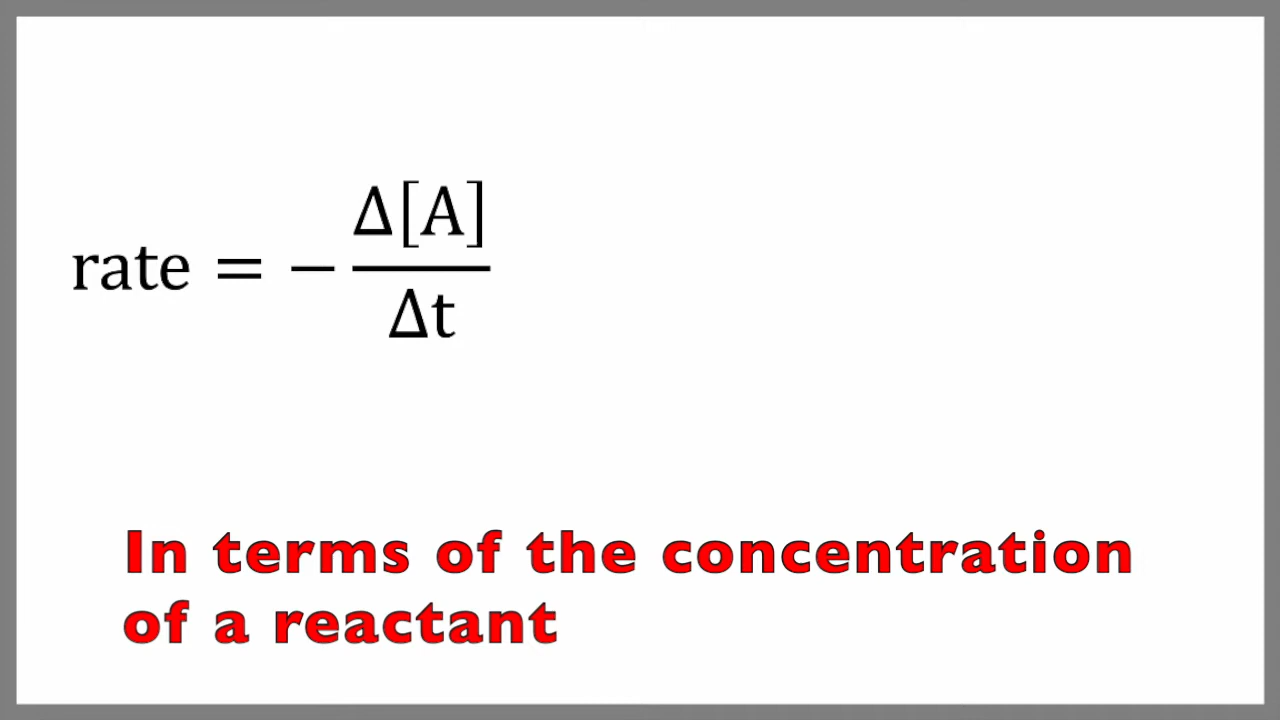 rate = − Δ[A] / Δt
In terms of the concentration
of a reactant